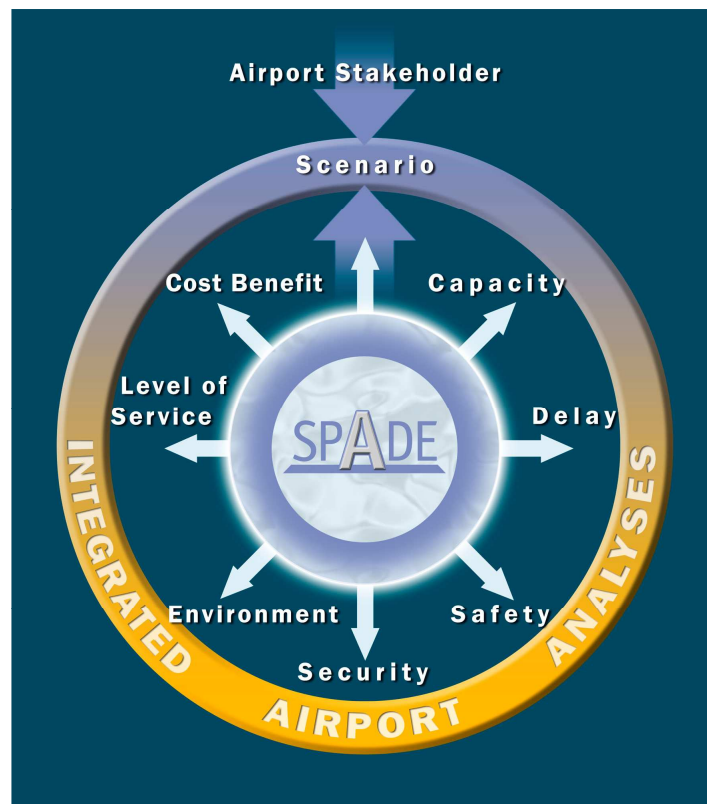 Airport Stakeholder
Scenario
Cost Benefit
Capacity
Level of
Service
Delay
SPADE
Environment
Safety
Security
INTEGRATED AIRPORT ANALYSES